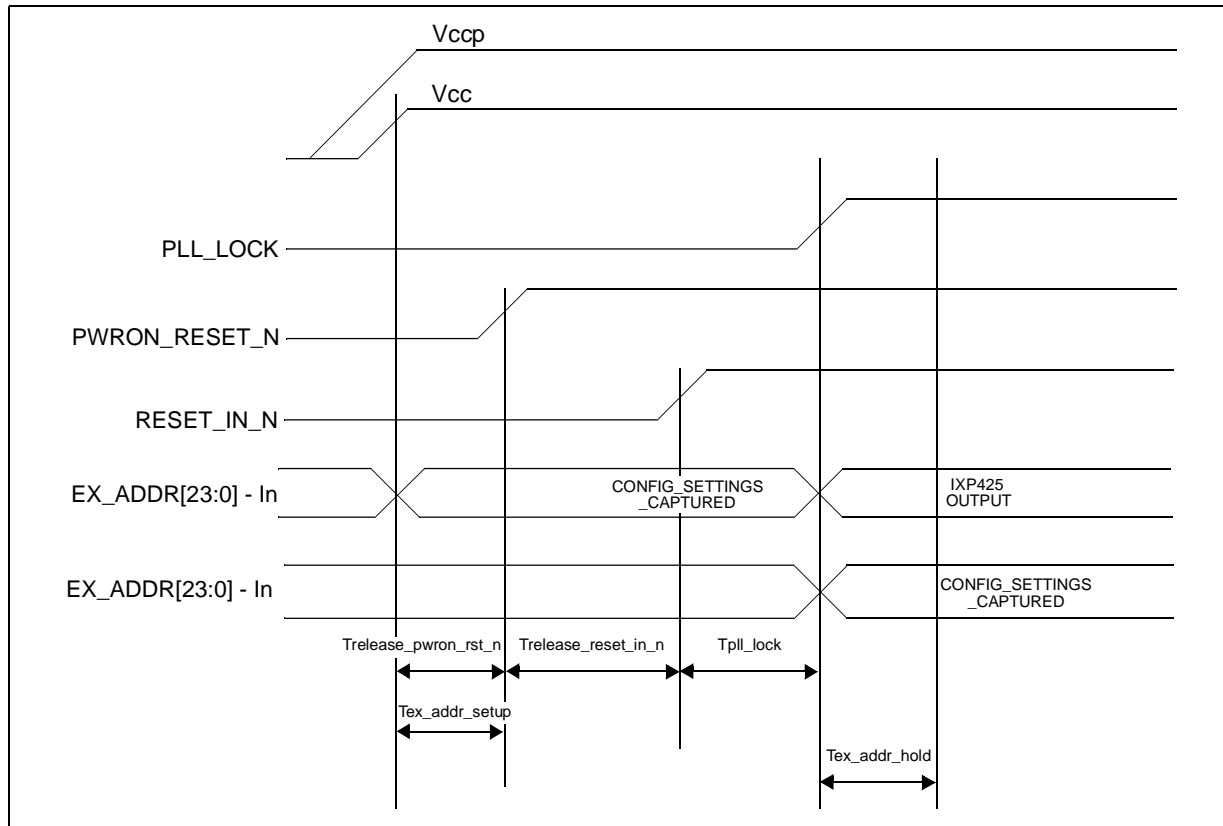 Vccp
Vcc
PLL_LOCK
PWRON_RESET_N
RESET_IN_N
EX_ADDR[23:0] - In
CONFIG_SETTINGS
_CAPTURED
IXP425
OUTPUT
EX_ADDR[23:0] - In
CONFIG_SETTINGS
_CAPTURED
Trelease_pwron_rst_n
Trelease_reset_in_n
Tpll_lock
Tex_addr_setup
Tex_addr_hold